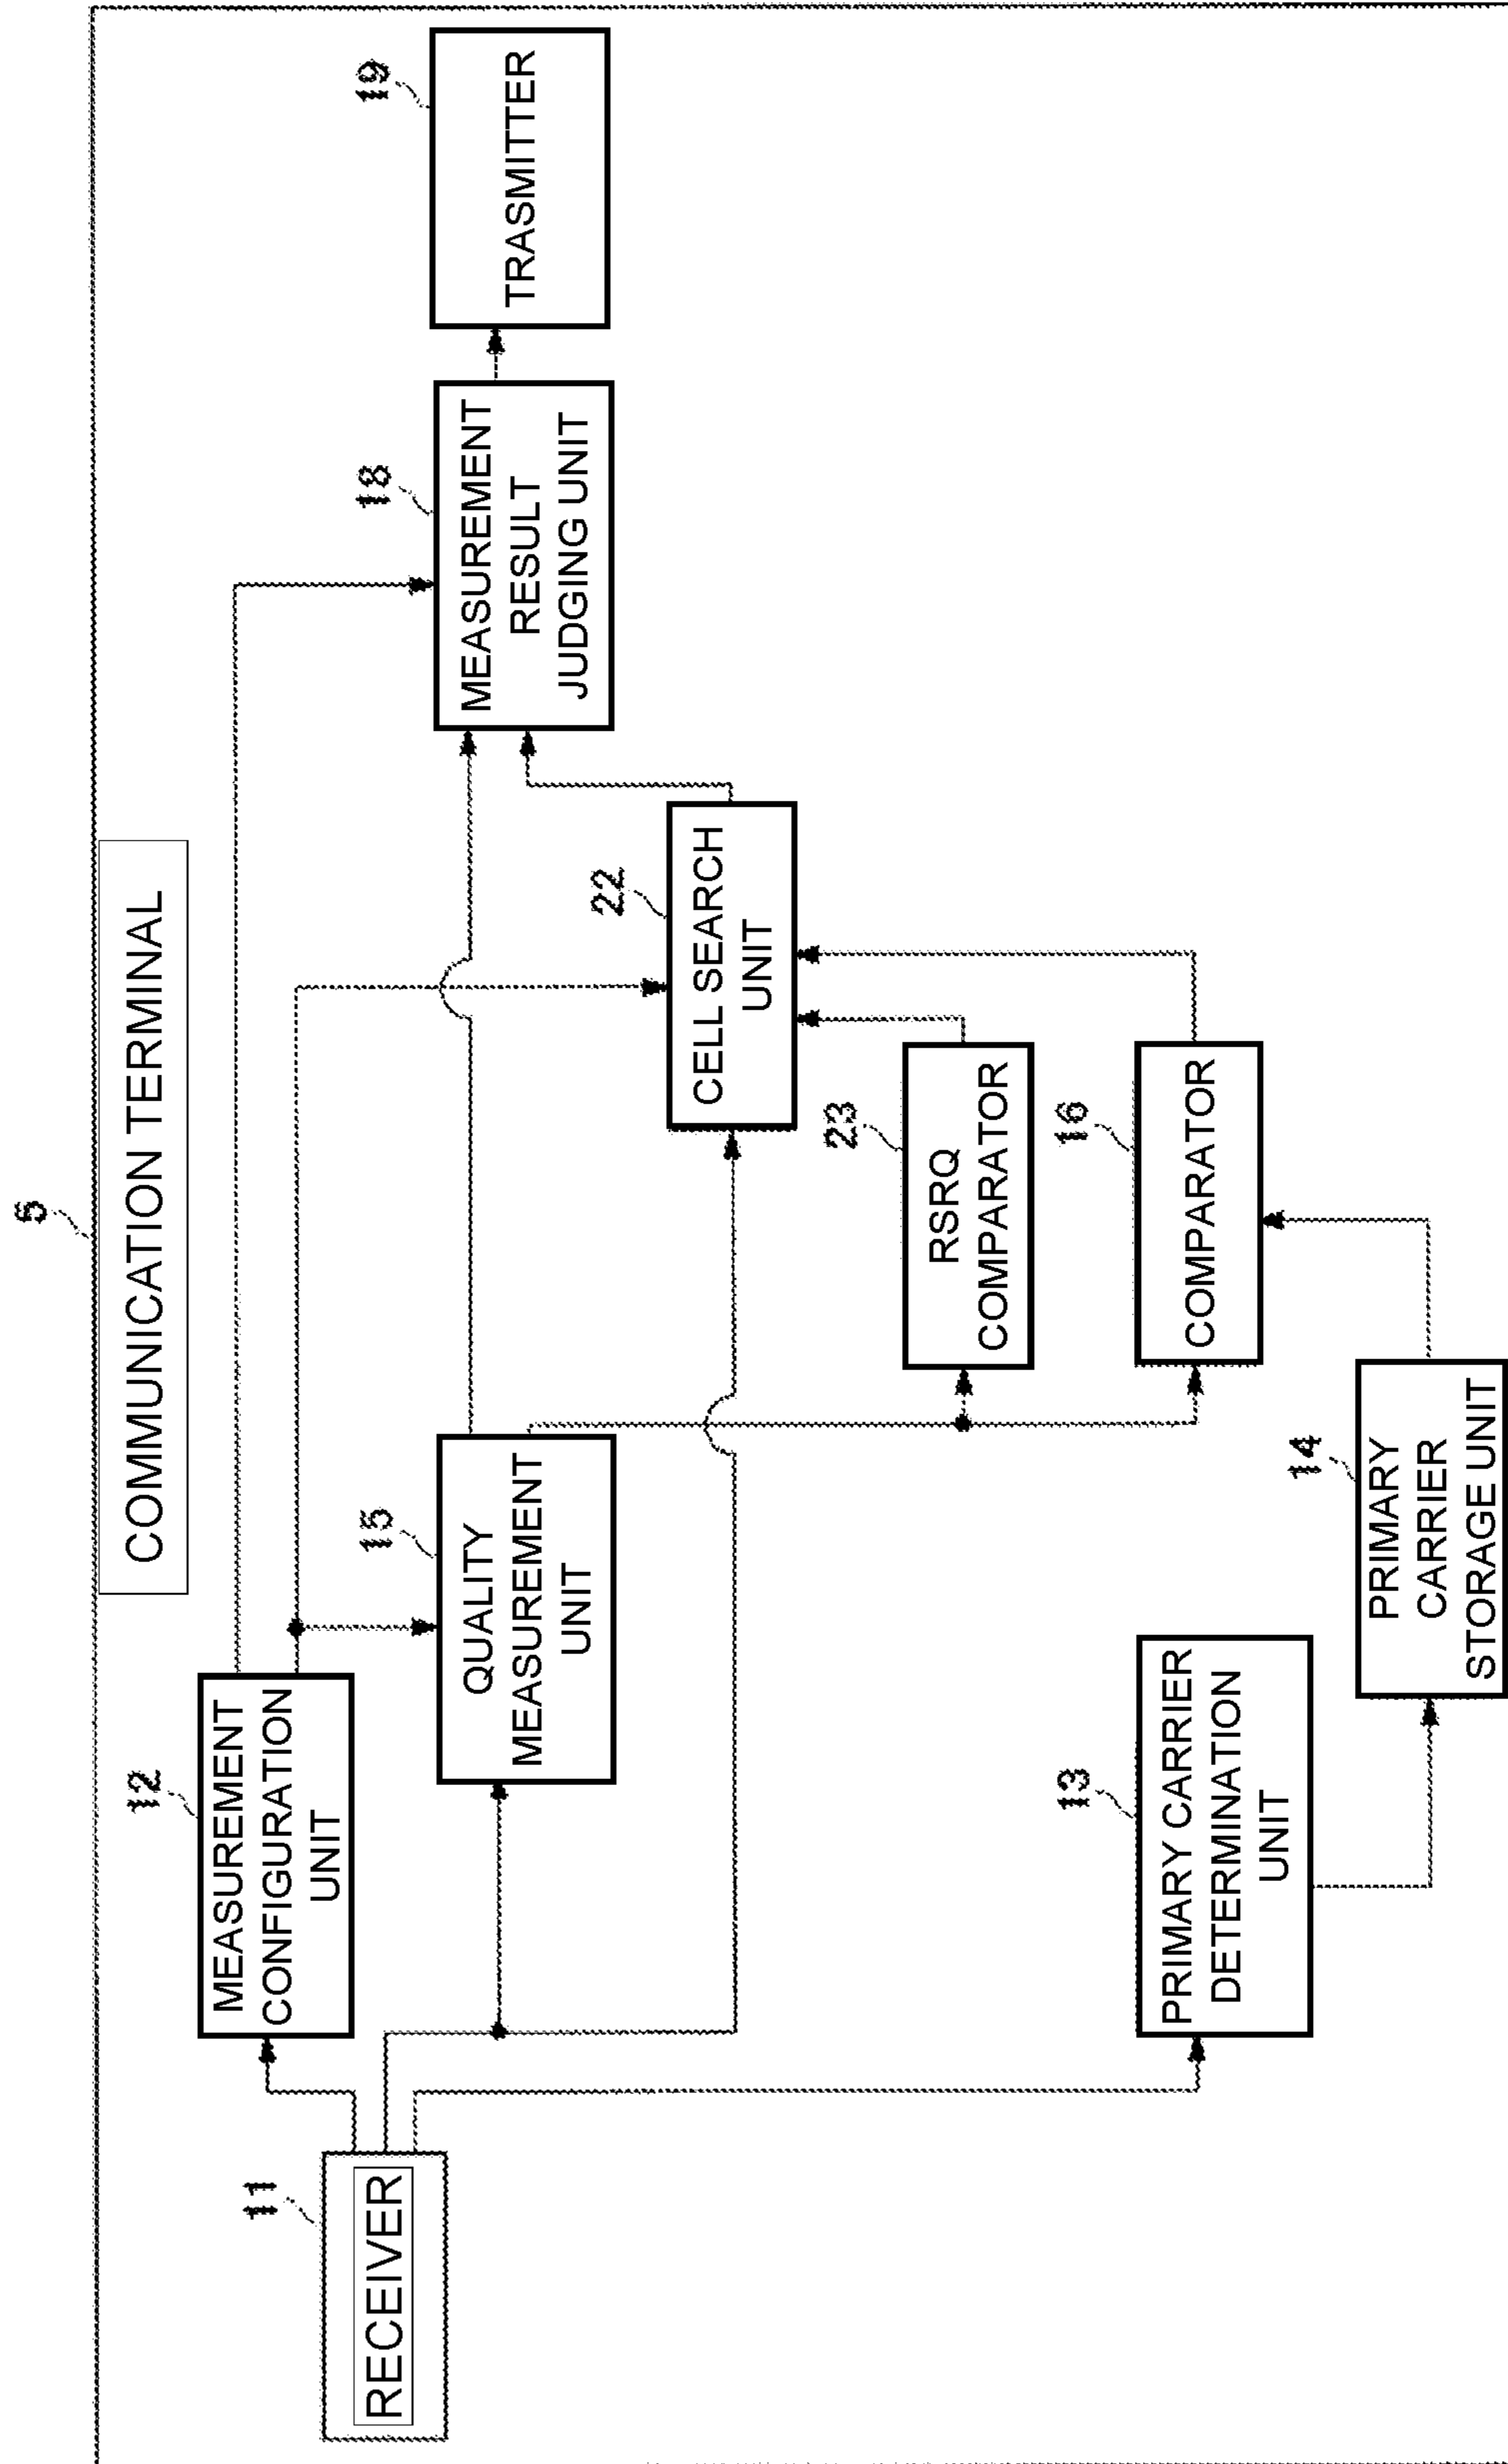 5
COMMUNICATION TERMINAL
11
RECEIVER
12
MEASUREMENT
CONFIGURATION
UNIT
15
QUALITY
MEASUREMENT
UNIT
13
PRIMARY CARRIER
DETERMINATION
UNIT
14
PRIMARY
CARRIER
STORAGE UNIT
23
RSRQ
COMPARATOR
16
COMPARATOR
22
CELL SEARCH
UNIT
18
MEASUREMENT
RESULT
JUDGING UNIT
19
TRASMITTER